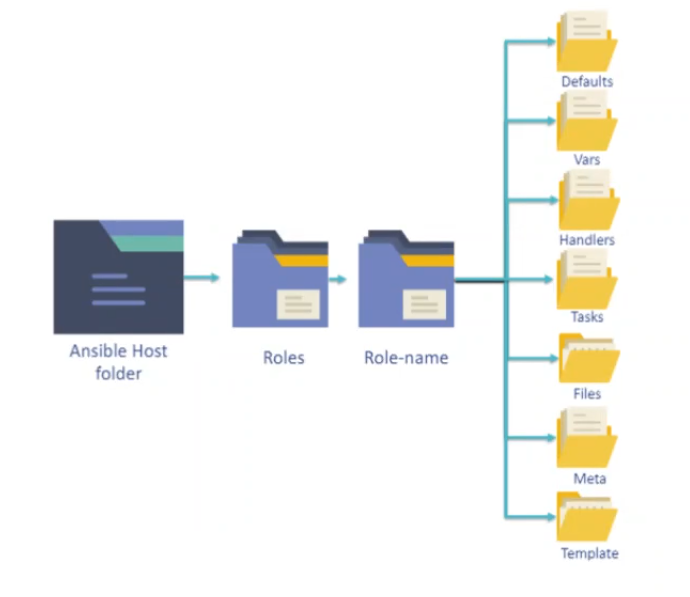 Defaults
Vars
Handlers
Tasks
Files
Meta
Template
Ansible Host
folder
Roles
Role-name